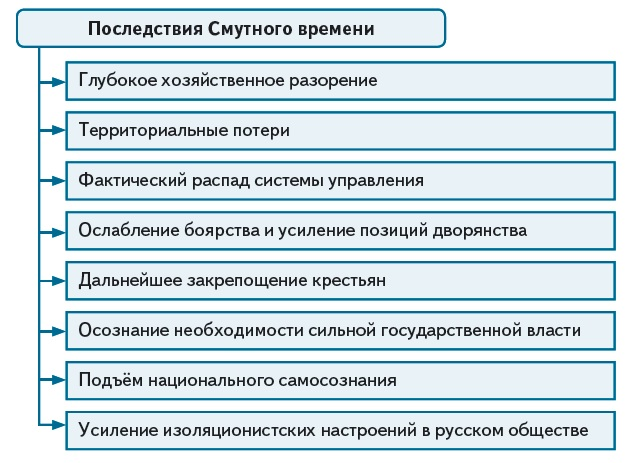 Последствия Смутного времени
Глубокое хозяйственное разорение
Территориальные потери
Фактический распад системы управления
Ослабление боярства и усиление позиций дворянства
Дальнейшее закрепощение крестьян
Осознание необходимости сильной государственной власти
Подъём национального самосознания
Усиление изоляционистских настроений в русском обществе